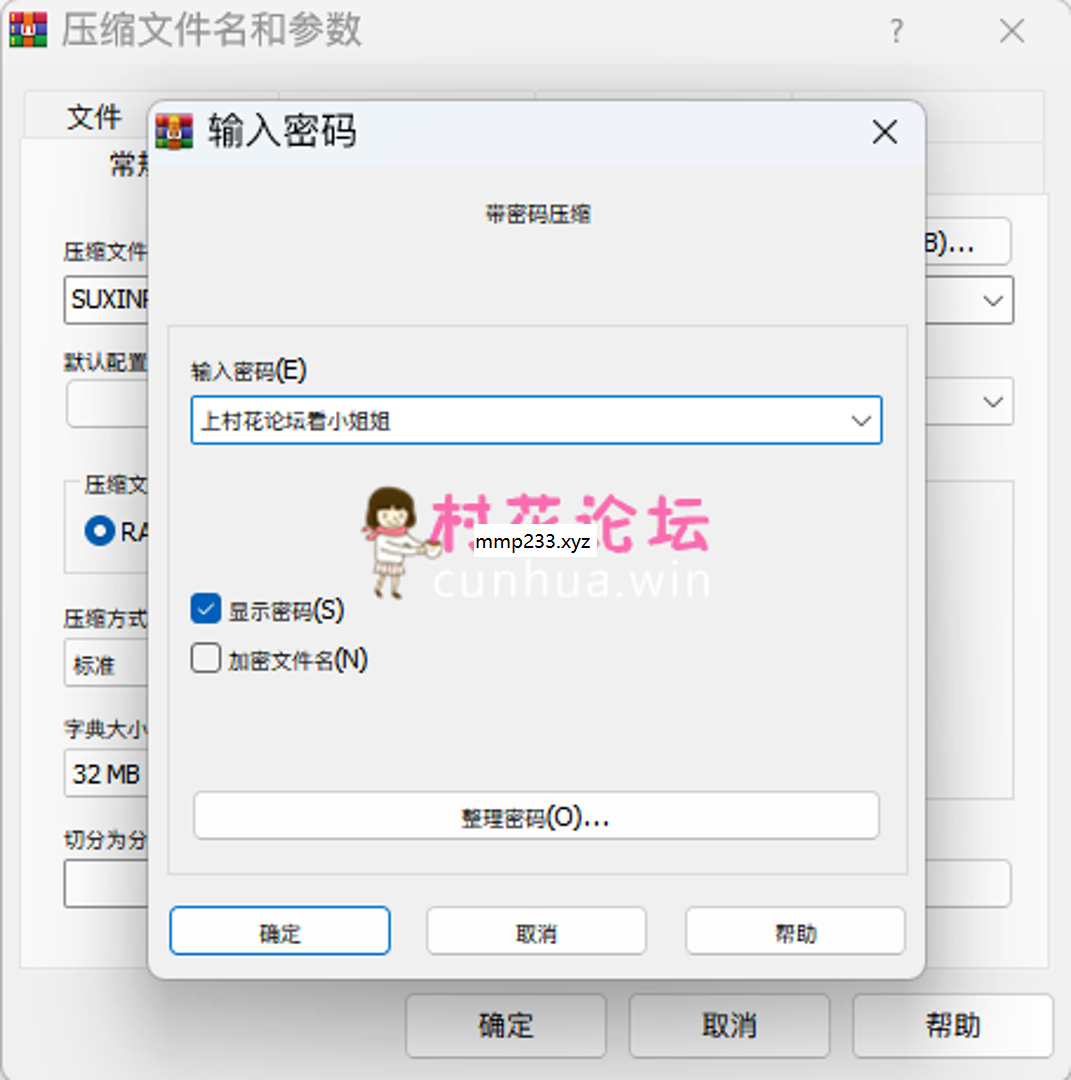 压缩文件名和参数
?
文件
输入密码
常规
带密码压缩
压缩文件
B)...
SUXINF
默认配置
输入密码(E)
上村花论坛看小姐姐
压缩文
RA
村花论坛
mmp233.xyz
cunhua.win
显示密码(S)
压缩方式
加密文件名(N)
标准
字典大小
32 MB
整理密码(O)...
切分为分
确定
取消
帮助
确定
取消
帮助